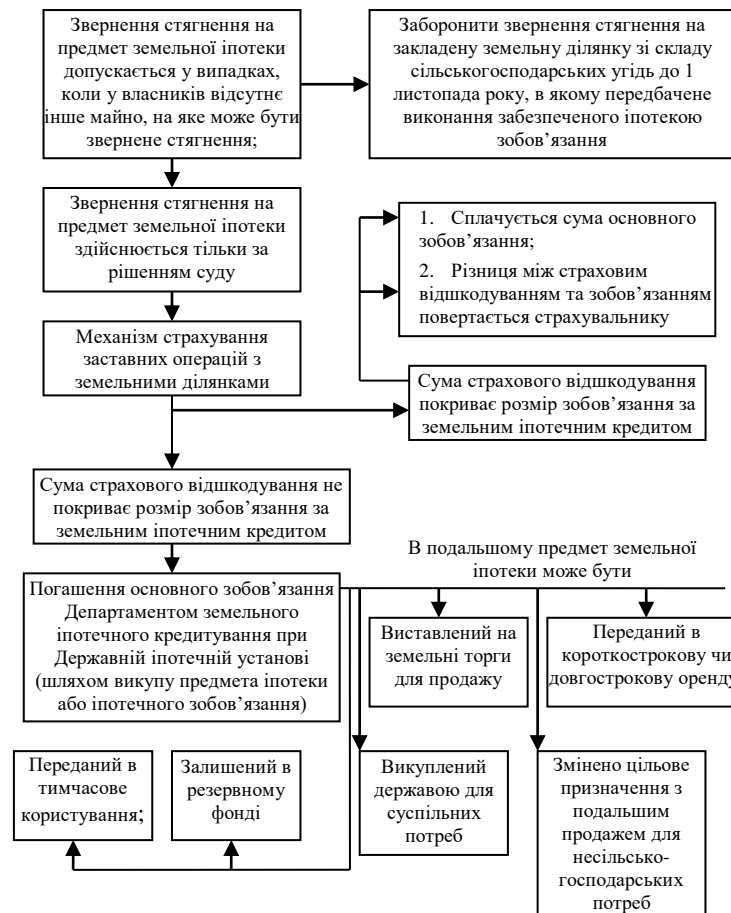 Звернення стягнення на
предмет земельної іпотеки
допускається у випадках,
коли у власників відсутнє
інше майно, на яке може бути
звернене стягнення;
Заборонити звернення стягнення на
закладену земельну ділянку зі складу
сільськогосподарських угідь до 1
листопада року, в якому передбачене
виконання забезпеченого іпотекою
зобов’язання
Звернення стягнення на
предмет земельної іпотеки
здійснюється тільки за
рішенням суду
1. Сплачується сума основного
зобов’язання;
2. Різниця між страховим
відшкодуванням та зобов’язанням
повертається страхувальнику
Механізм страхування
заставних операцій з
земельними ділянками
Сума страхового відшкодування
покриває розмір зобов’язання за
земельним іпотечним кредитом
Сума страхового відшкодування не
покриває розмір зобов’язання за
земельним іпотечним кредитом
В подальшому предмет земельної
іпотеки може бути
Погашення основного зобов’язання
Департаментом земельного
іпотечного кредитування при
Державній іпотечній установі
(шляхом викупу предмета іпотеки
або іпотечного зобов’язання)
Виставлений на
земельні торги
для продажу
Переданий в
короткострокову чи
довгострокову оренду
Переданий в
тимчасове
користування;
Залишений в
резервному
фонді
Викуплений
державою для
суспільних
потреб
Змінено цільове
призначення з
подальшим
продажем для
несільсько-
господарських
потреб